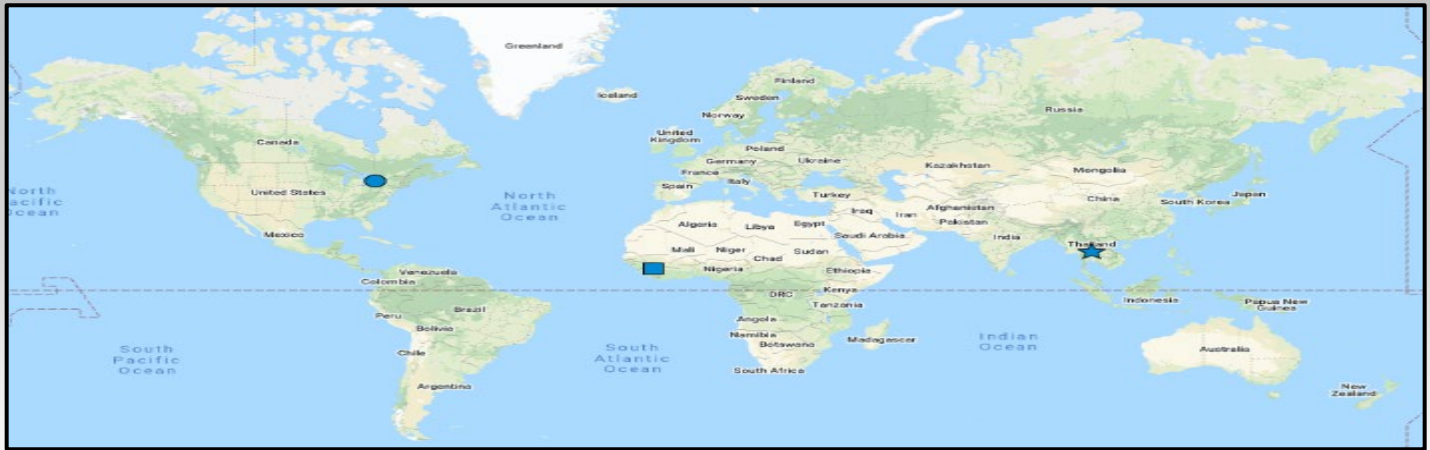 Greenland
Iceland
Finland
Sweden
Norway
Russia
United
Kingdom
Canada
Poland
Germany
Ukraine
France
Kazakhstan
Mongolia
Italy
Spain
United States
North
Atlantic
Ocean
North
acific
cean
Turkey
Japan
China
South Korea
Afghanistan
Iraq
Iran
Pakistan
Algeria
Libya
Egypt
Mexico
Saudi Arabia
India
Thailand
Mali
Niger
Chad
Sudan
Nigeria
Ethiopia
Venezuela
Colombia
DRC
Kenya
Tanzania
Indonesia
Papua New
Guinea
Peru
Brazil
Angola
Bolivia
Namibia
Botswana
Madagascar
Indian
Ocean
South
Pacific
Ocean
Chile
South
Atlantic
Ocean
Australia
South Africa
Argentina
New
Zealand